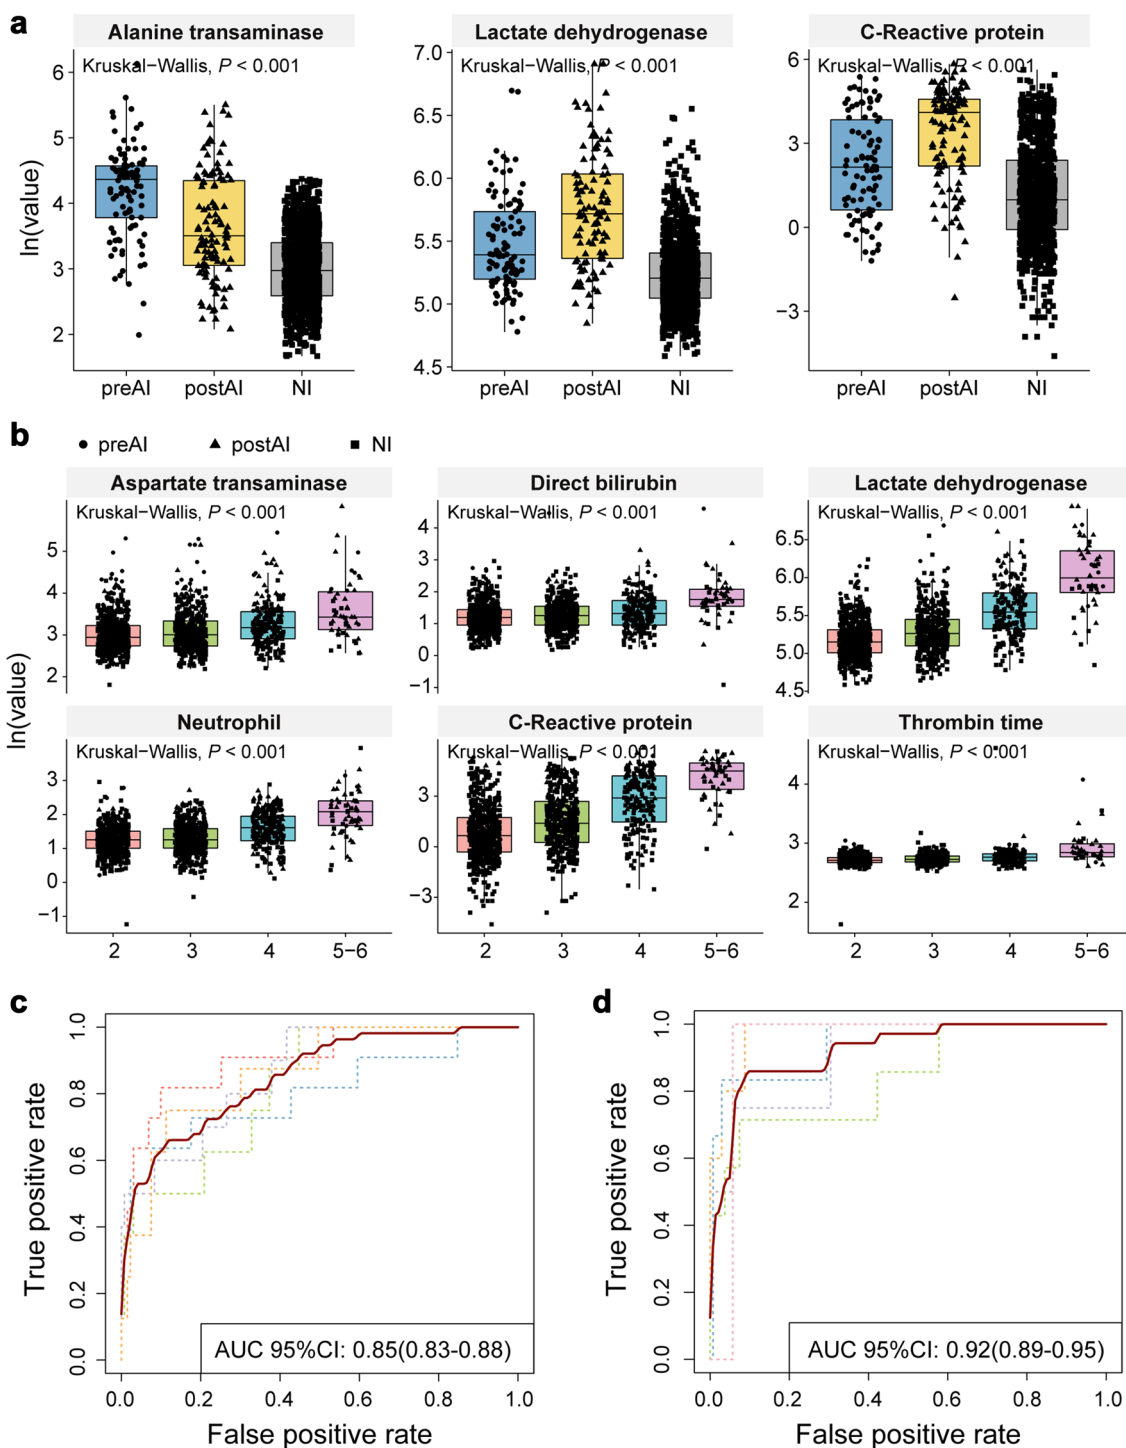 a
Alanine transaminase
Lactate dehydrogenase
C-Reactive protein
Kruskal−Wallis, P < 0.001
Kruskal−Wallis, P < 0.001
Kruskal−Wallis, P < 0.001
ln(value)
6
5
4
3
2
7.0
6.5
6.0
5.5
5.0
4.5
6
3
0
−3
preAI
postAI
NI
preAI
postAI
NI
preAI
postAI
NI
b
preAI
postAI
NI
Aspartate transaminase
Direct bilirubin
Lactate dehydrogenase
Kruskal−Wallis, P < 0.001
Kruskal−Wallis, P < 0.001
Kruskal−Wallis, P < 0.001
5
4
3
2
4
3
2
1
0
−1
6.5
6.0
5.5
5.0
4.5
ln(value)
Neutrophil
C-Reactive protein
Thrombin time
Kruskal−Wallis, P < 0.001
Kruskal−Wallis, P < 0.001
Kruskal−Wallis, P < 0.001
3
2
1
0
−1
3
0
−3
4
3
2
2
3
4
5−6
2
3
4
5−6
2
3
4
5−6
c
True positive rate
1.0
0.8
0.6
0.4
0.2
0.0
AUC 95%CI: 0.85(0.83-0.88)
0.0
0.2
0.4
0.6
0.8
1.0
False positive rate
d
True positive rate
1.0
0.8
0.6
0.4
0.2
0.0
AUC 95%CI: 0.92(0.89-0.95)
0.0
0.2
0.4
0.6
0.8
1.0
False positive rate